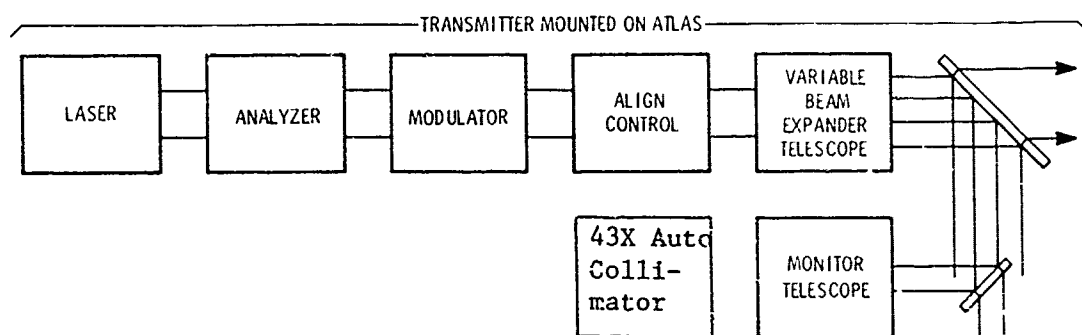 TRANSMITTER MOUNTED ON ATLAS
LASER
ANALYZER
MODULATOR
ALIGN
CONTROL
VARIABLE
BEAM
EXPANDER
TELESCOPE
43X Auto
Colli-
mator
MONITOR
TELESCOPE